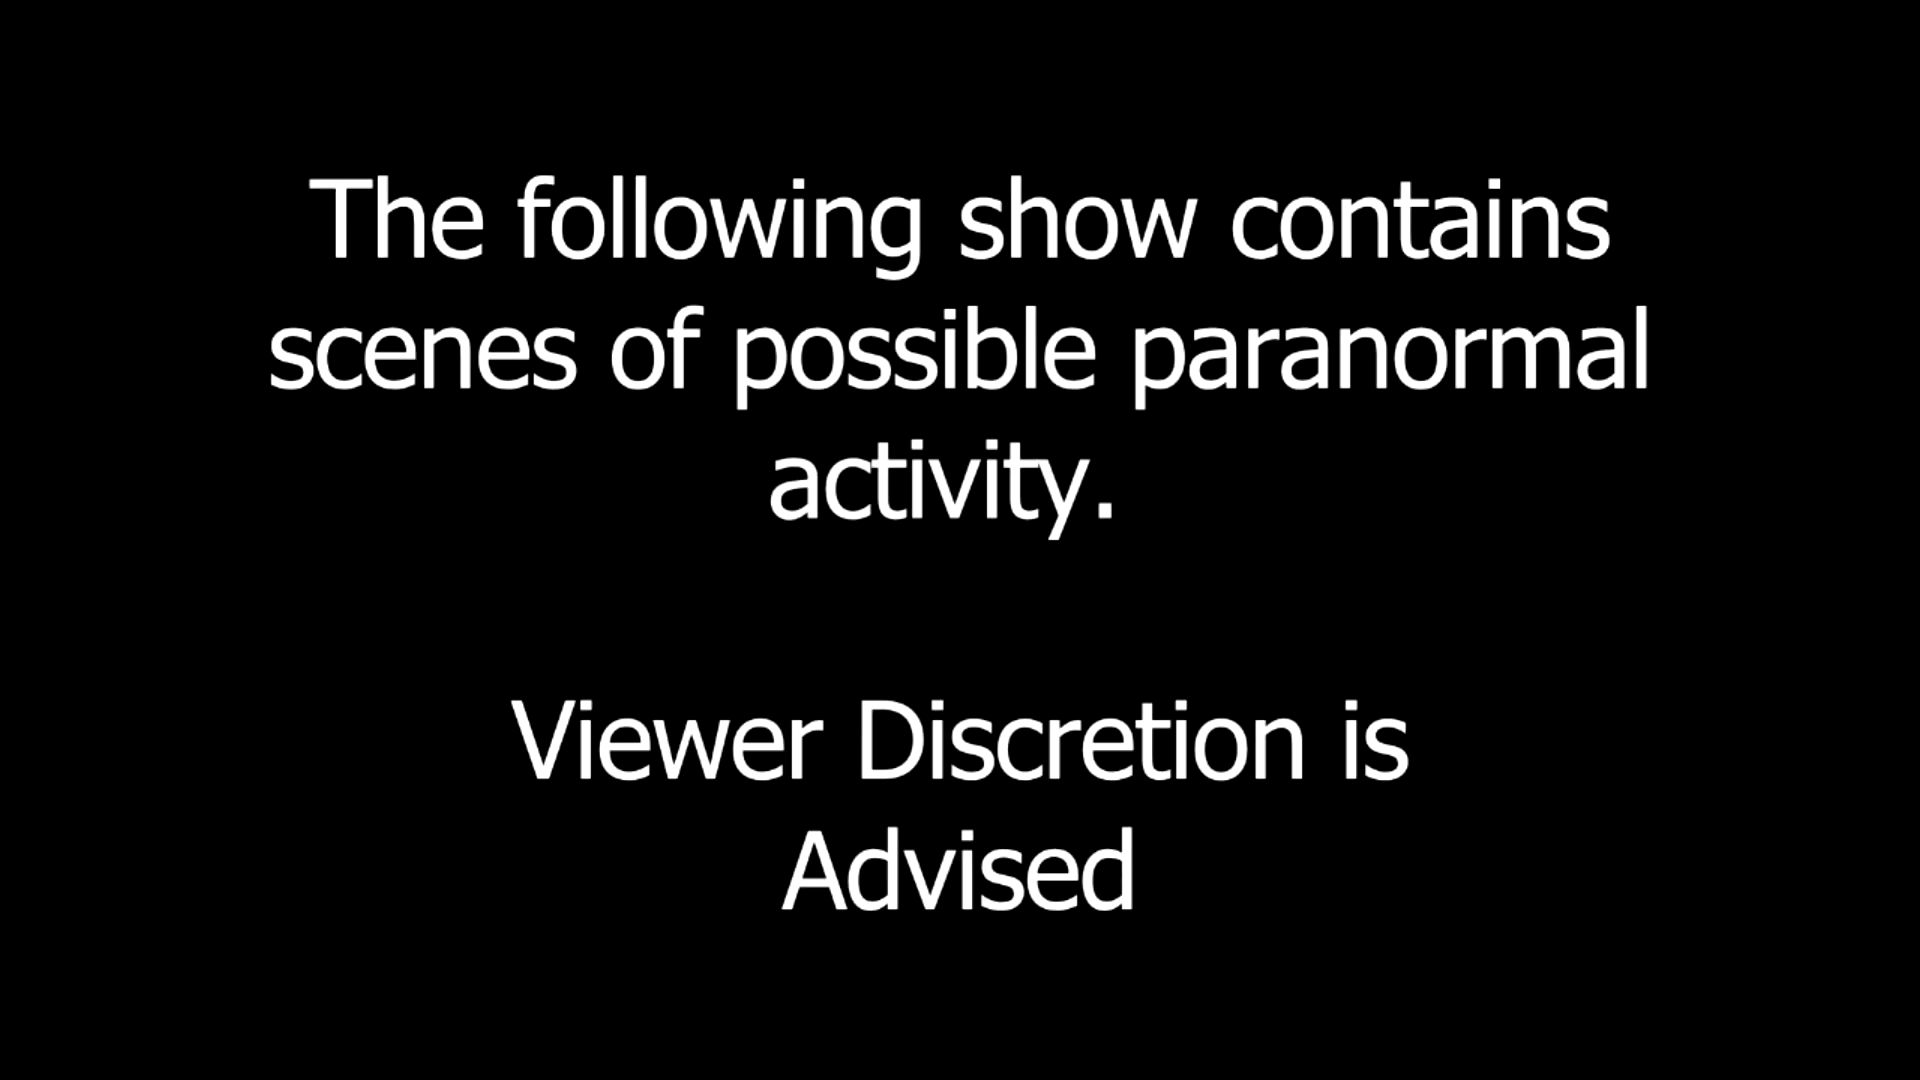 The following show contains
scenes of possible paranormal
activity.
Viewer Discretion is
Advised